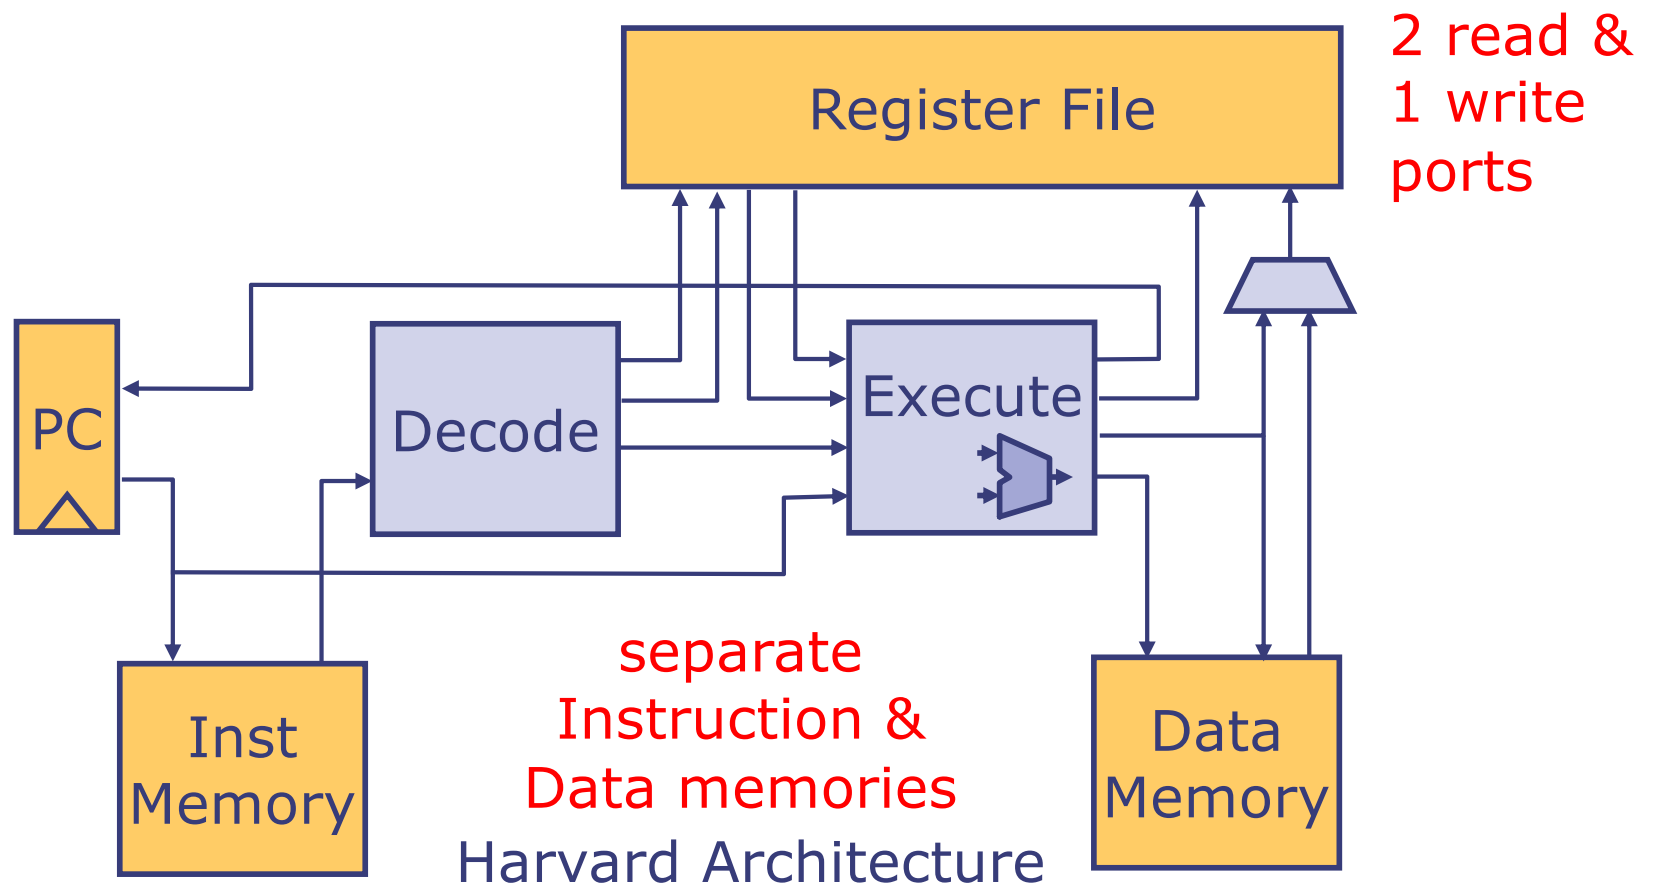 Register File
2 read &
1 write
ports
PC
Decode
Execute
separate
Instruction &
Data memories
Harvard Architecture
Inst
Memory
Data
Memory